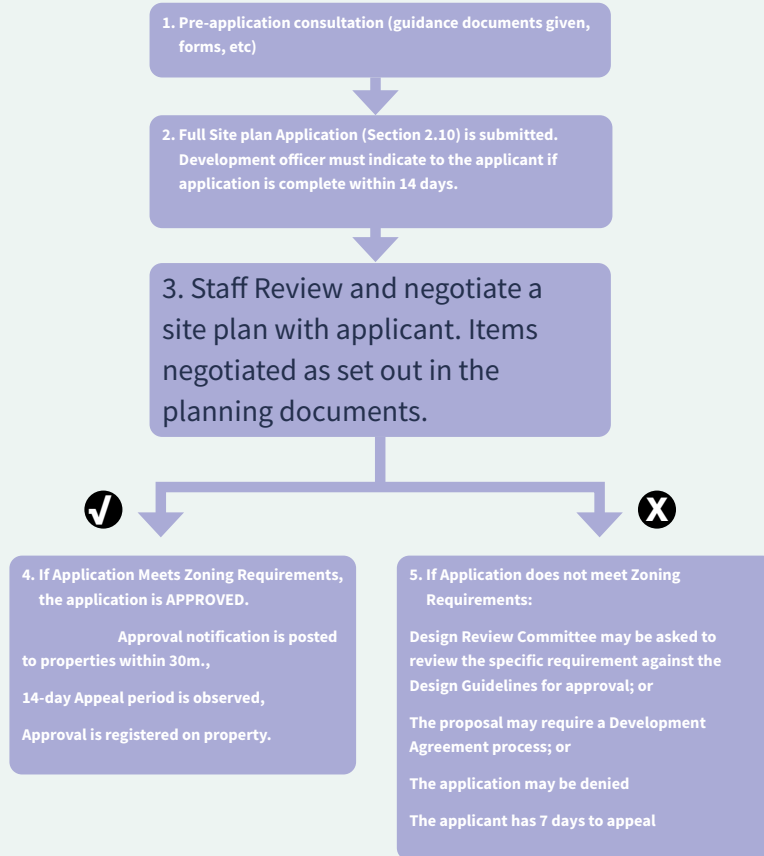 1. Pre-application consultation (guidance documents given,
forms, etc)
2. Full Site plan Application (Section 2.10) is submitted.
Development officer must indicate to the applicant if
application is complete within 14 days.
3. Staff Review and negotiate a
site plan with applicant. Items
negotiated as set out in the
planning documents.
√
X
4. If Application Meets Zoning Requirements,
the application is APPROVED.
Approval notification is posted
to properties within 30m.,
14-day Appeal period is observed,
Approval is registered on property.
5. If Application does not meet Zoning
Requirements:
Design Review Committee may be asked to
review the specific requirement against the
Design Guidelines for approval; or
The proposal may require a Development
Agreement process; or
The application may be denied
The applicant has 7 days to appeal